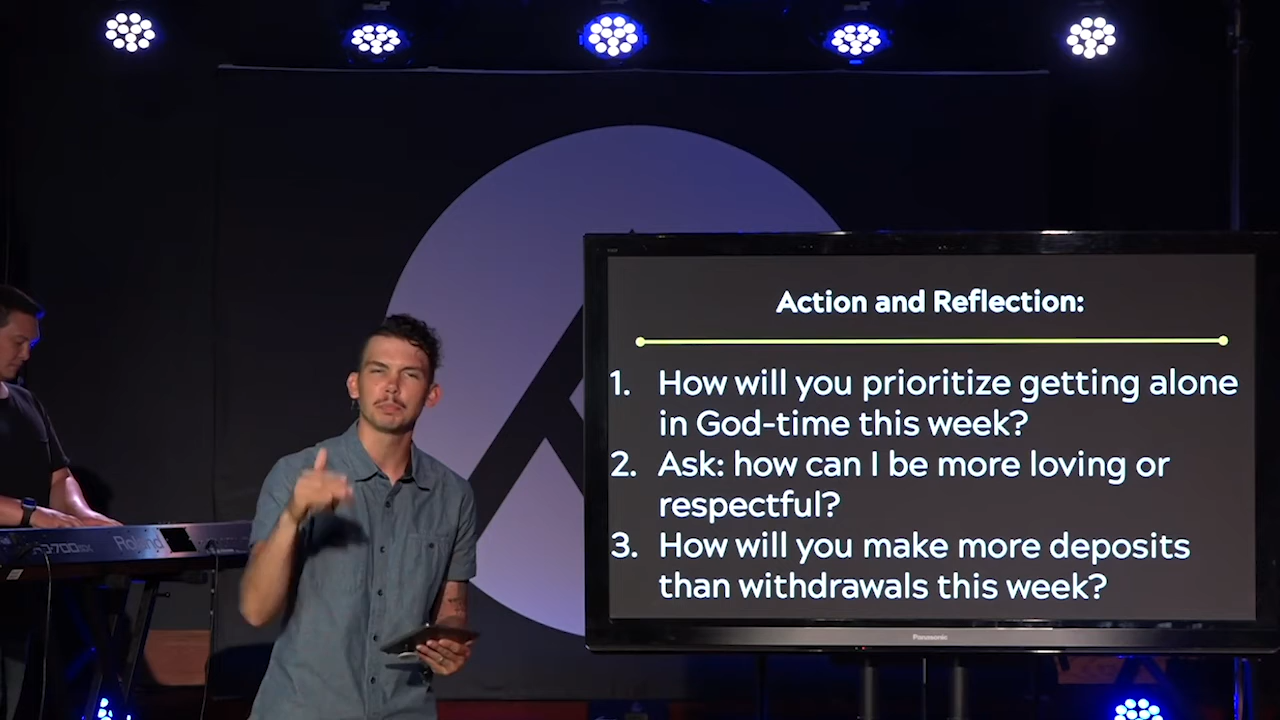 Action and Reflection:
1. How will you prioritize getting alone
in God-time this week?
2. Ask: how can I be more loving or
respectful?
3. How will you make more deposits
than withdrawals this week?
Panasonic
Roland